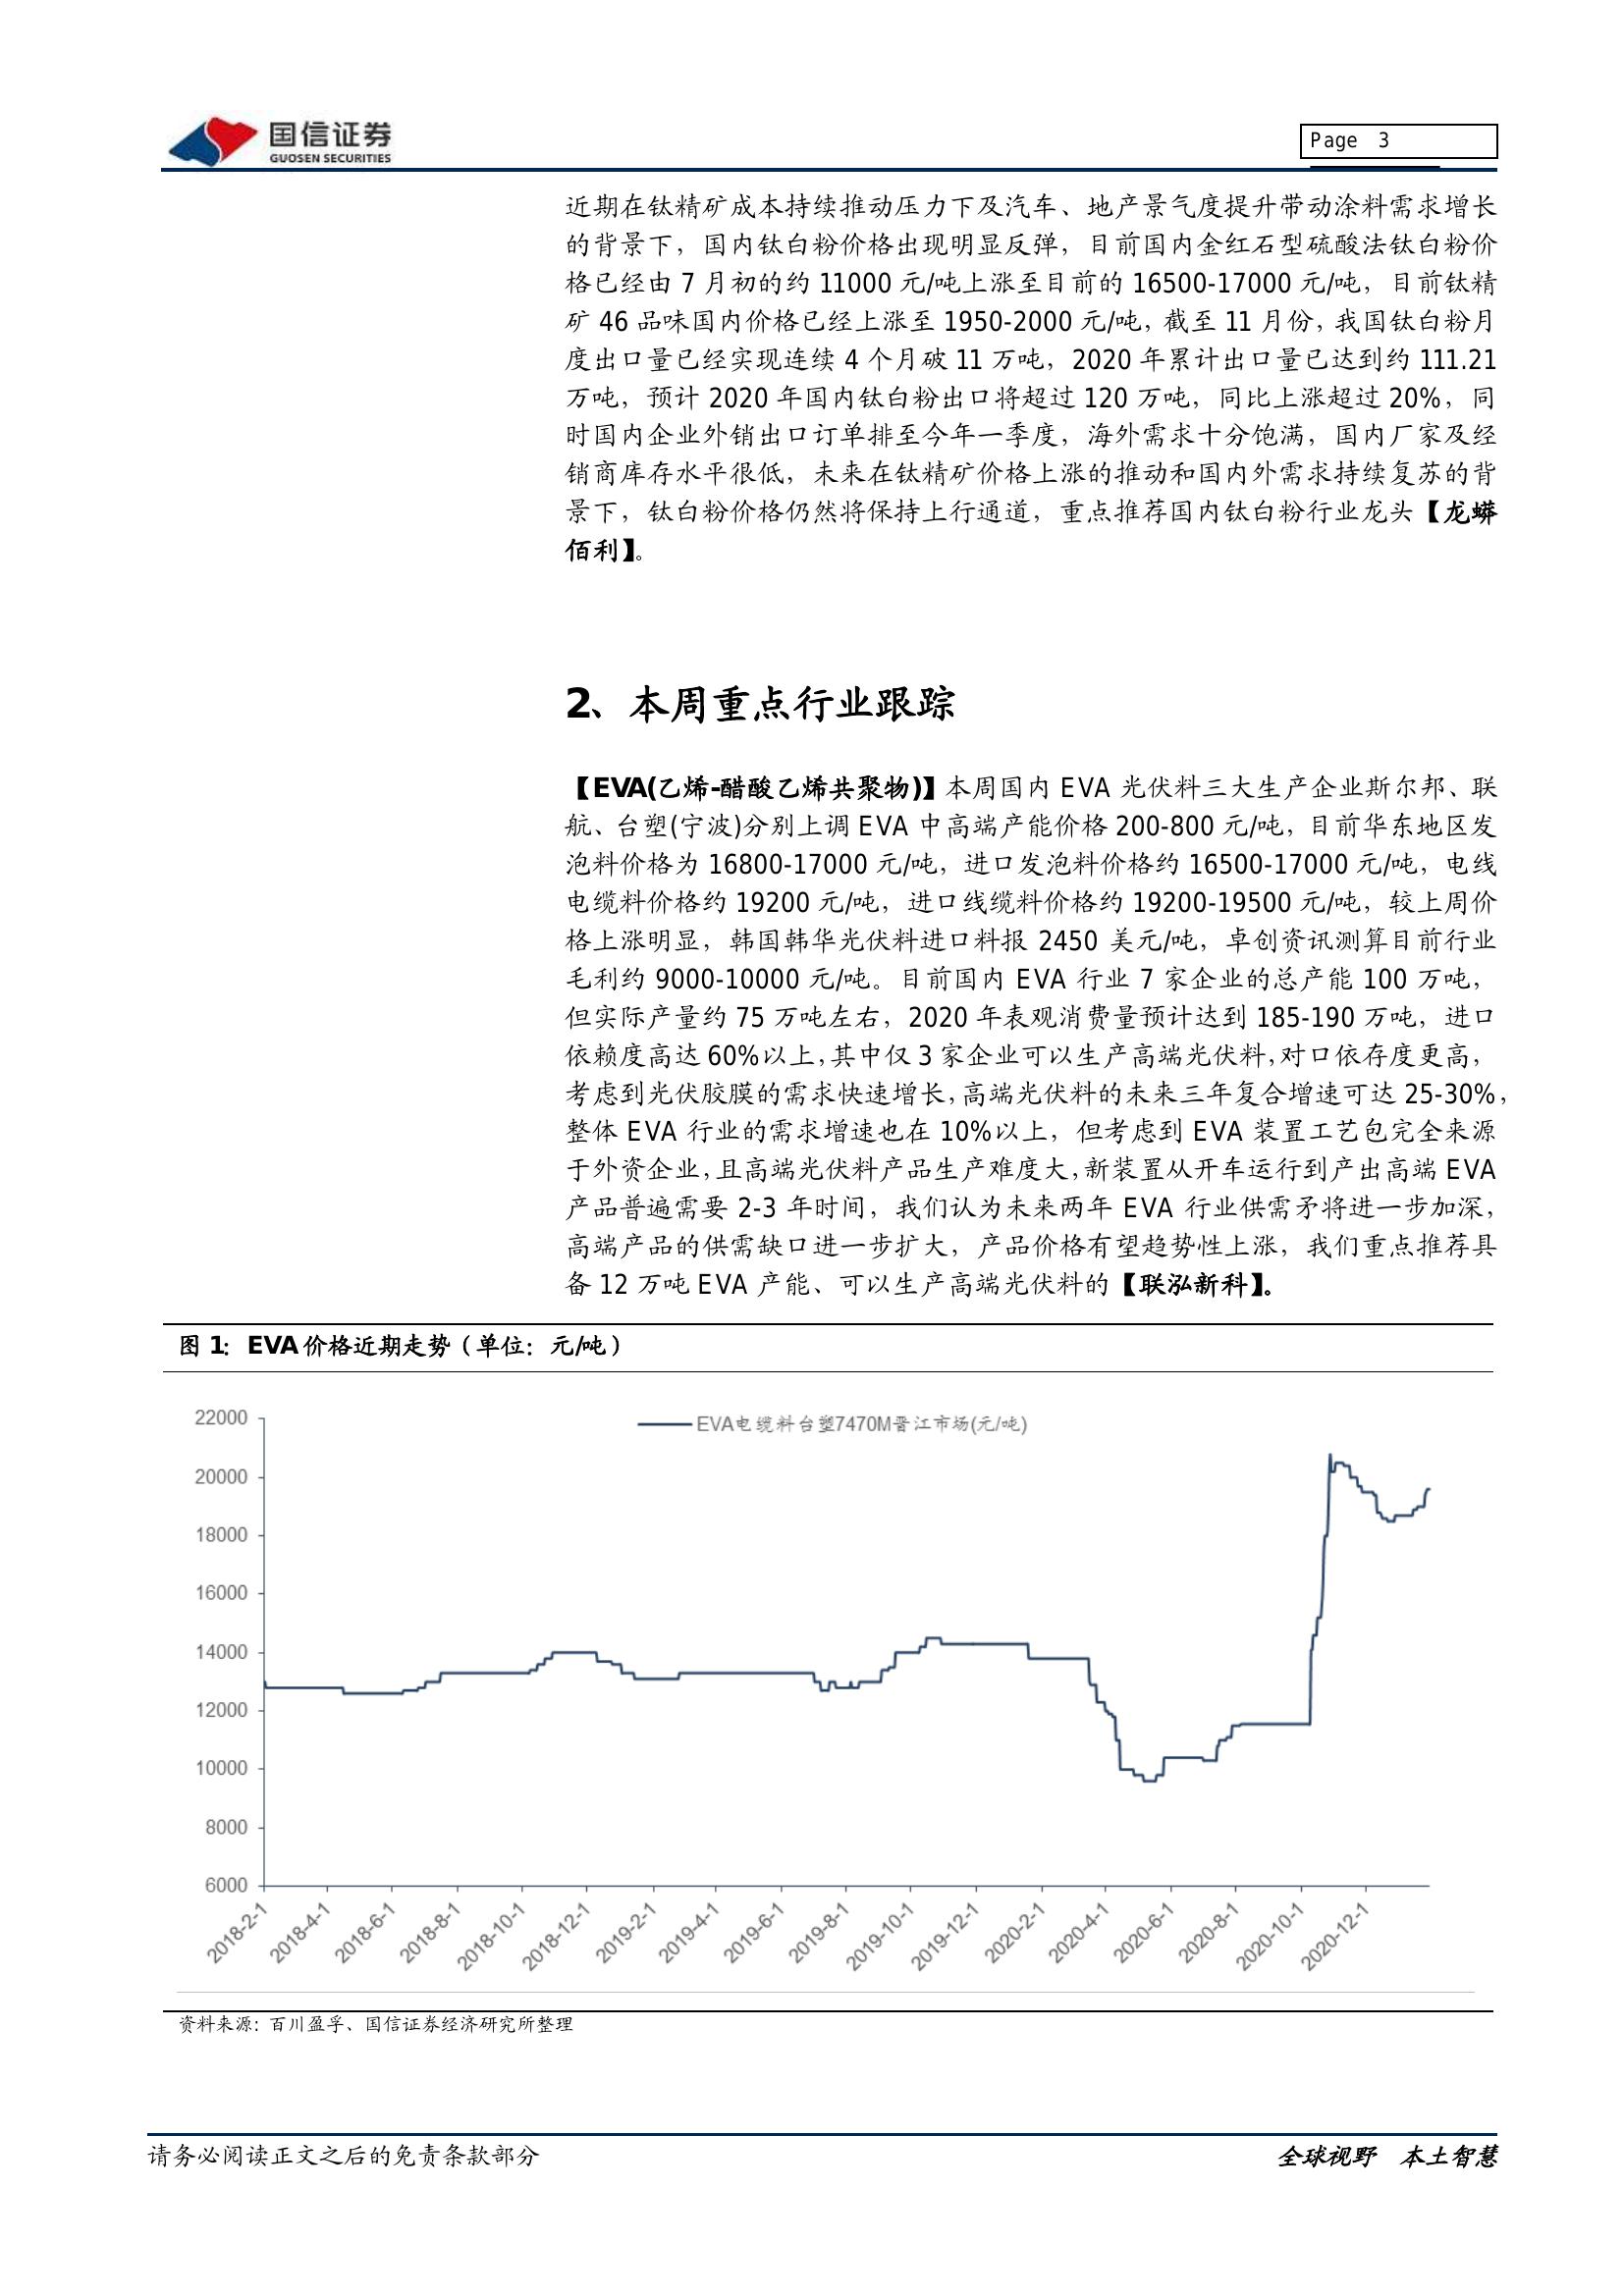 国信证券
GUOSEN SECURITIES
Page 3
近期在钛精矿成本持续推动压力下及汽车、地产景气度提升带动涂料需求增长
的背景下，国内钛白粉价格出现明显反弹，目前国内金红石型硫酸法钛白粉价
格已经由 7 月初的约 11000 元/吨上涨至目前的 16500-17000 元/吨，目前钛精
矿 46 品味国内价格已经上涨至 1950-2000 元/吨，截至 11 月份，我国钛白粉月
度出口量已经实现连续 4 个月破 11 万吨，2020 年累计出口量已达到约 111.21
万吨，预计 2020 年国内钛白粉出口将超过 120 万吨，同比上涨超过 20%，同
时国内企业外销出口订单排至今年一季度，海外需求十分饱满，国内厂家及经
销商库存水平很低，未来在钛精矿价格上涨的推动和国内外需求持续复苏的背
景下，钛白粉价格仍然将保持上行通道，重点推荐国内钛白粉行业龙头【龙蟒
佰利】。
2、本周重点行业跟踪
【EVA(乙烯-醋酸乙烯共聚物)】本周国内 EVA 光伏料三大生产企业斯尔邦、联
航、台塑(宁波)分别上调 EVA 中高端产能价格 200-800 元/吨，目前华东地区发
泡料价格为 16800-17000 元/吨，进口发泡料价格约 16500-17000 元/吨，电线
电缆料价格约 19200 元/吨，进口线缆料价格约 19200-19500 元/吨，较上周价
格上涨明显，韩国韩华光伏料进口料报 2450 美元/吨，卓创资讯测算目前行业
毛利约 9000-10000 元/吨。目前国内 EVA 行业 7 家企业的总产能 100 万吨，
但实际产量约 75 万吨左右，2020 年表观消费量预计达到 185-190 万吨，进口
依赖度高达 60%以上，其中仅 3 家企业可以生产高端光伏料，对口依存度更高，
考虑到光伏胶膜的需求快速增长，高端光伏料的未来三年复合增速可达 25-30%，
整体 EVA 行业的需求增速也在 10%以上，但考虑到 EVA 装置工艺包完全来源
于外资企业，且高端光伏料产品生产难度大，新装置从开车运行到产出高端 EVA
产品普遍需要 2-3 年时间，我们认为未来两年 EVA 行业供需矛将进一步加深，
高端产品的供需缺口进一步扩大，产品价格有望趋势性上涨，我们重点推荐具
备 12 万吨 EVA 产能、可以生产高端光伏料的【联泓新科】。
图 1：EVA 价格近期走势（单位：元/吨）
EVA电缆料台塑7470M晋江市场(元/吨)
22000
20000
18000
16000
14000
12000
10000
8000
6000
2018-2-1
2018-4-1
2018-6-1
2018-8-1
2018-10-1
2018-12-1
2019-2-1
2019-4-1
2019-6-1
2019-8-1
2019-10-1
2019-12-1
2020-2-1
2020-4-1
2020-6-1
2020-8-1
2020-10-1
2020-12-1
资料来源：百川盈孚、国信证券经济研究所整理
请务必阅读正文之后的免责条款部分
全球视野 本土智慧